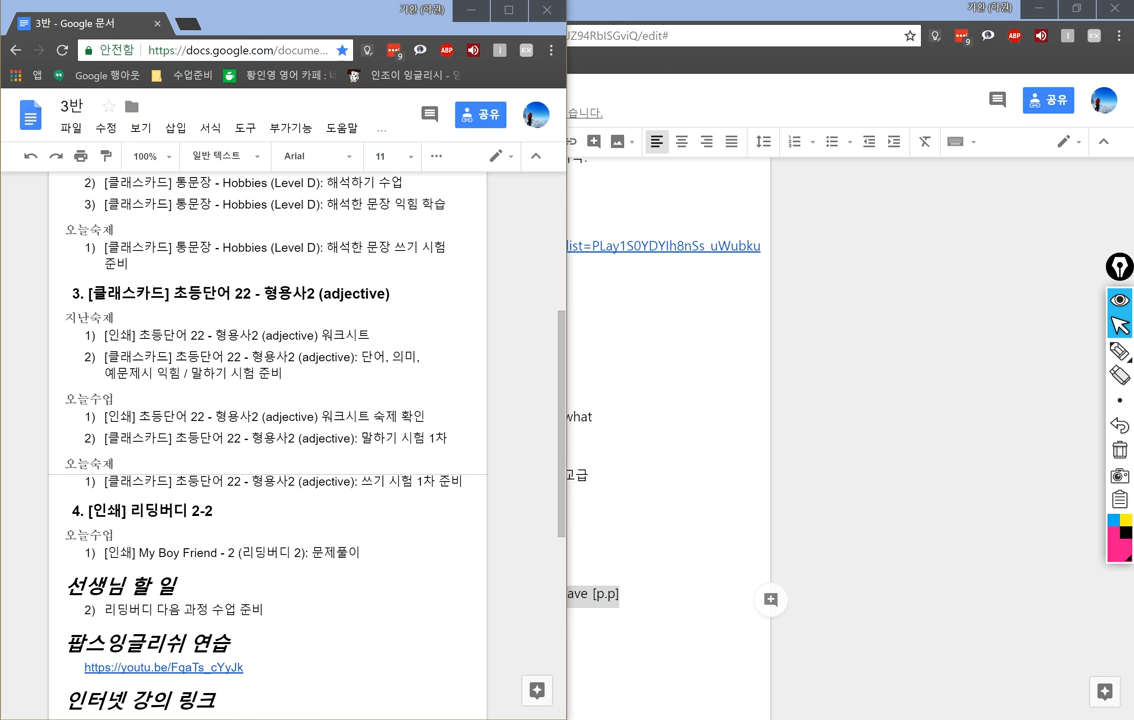 기완 (학원)
3반 - Google 문서
안전함 https://docs.google.com/docume...
앱 Google 행아웃 수업준비 황인영 영어 카페 : 네 인조이 잉글리시 - 영
3반
파일 수정 보기 삽입 서식 도구 부가기능 도움말 ...
공유
100% 일반 텍스트 Arial 11
2) [클래스카드] 통문장 - Hobbies (Level D): 해석하기 수업
3) [클래스카드] 통문장 - Hobbies (Level D): 해석한 문장 익힘 학습
오늘숙제
1) [클래스카드] 통문장 - Hobbies (Level D): 해석한 문장 쓰기 시험
준비
3. [클래스카드] 초등단어 22 - 형용사2 (adjective)
지난숙제
1) [인쇄] 초등단어 22 - 형용사2 (adjective) 워크시트
2) [클래스카드] 초등단어 22 - 형용사2 (adjective): 단어, 의미,
예문제시 익힘 / 말하기 시험 준비
오늘수업
1) [인쇄] 초등단어 22 - 형용사2 (adjective) 워크시트 숙제 확인
2) [클래스카드] 초등단어 22 - 형용사2 (adjective): 말하기 시험 1차
오늘숙제
1) [클래스카드] 초등단어 22 - 형용사2 (adjective): 쓰기 시험 1차 준비
4. [인쇄] 리딩버디 2-2
오늘수업
1) [인쇄] My Boy Friend - 2 (리딩버디 2): 문제풀이
선생님 할 일
2) 리딩버디 다음 과정 수업 준비
팝스잉글리쉬 연습
https://youtu.be/FqaTs_cYyJk
인터넷 강의 링크
기완 (학원)
JZ94RbISGviQ/edit#
습니다.
공유
list=PLay1S0YDYIh8nSs_uWubku
what
고급
ave [p.p]